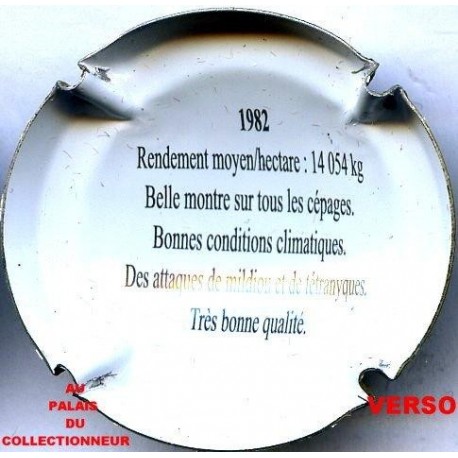 1982
Rendement moyen/hectare : 14 054 kg
Belle montre sur tous les cépages.
Bonnes conditions climatiques.
Des attaques de mildiou et de tétranyques.
Très bonne qualité.
AU
PALAIS
DU
COLLECTIONNEUR
VERSO